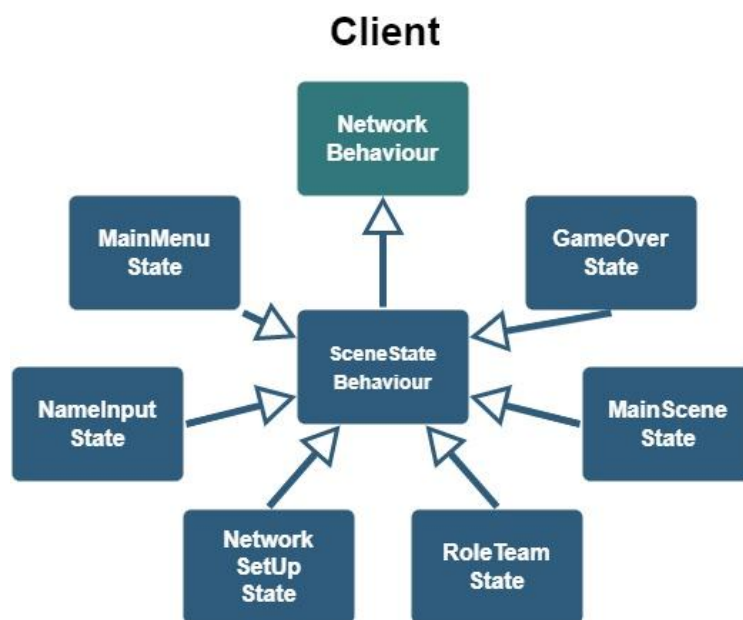 Client
Network
Behaviour
MainMenu
State
GameOver
State
SceneState
Behaviour
NameInput
State
MainScene
State
Network
SetUp
State
RoleTeam
State